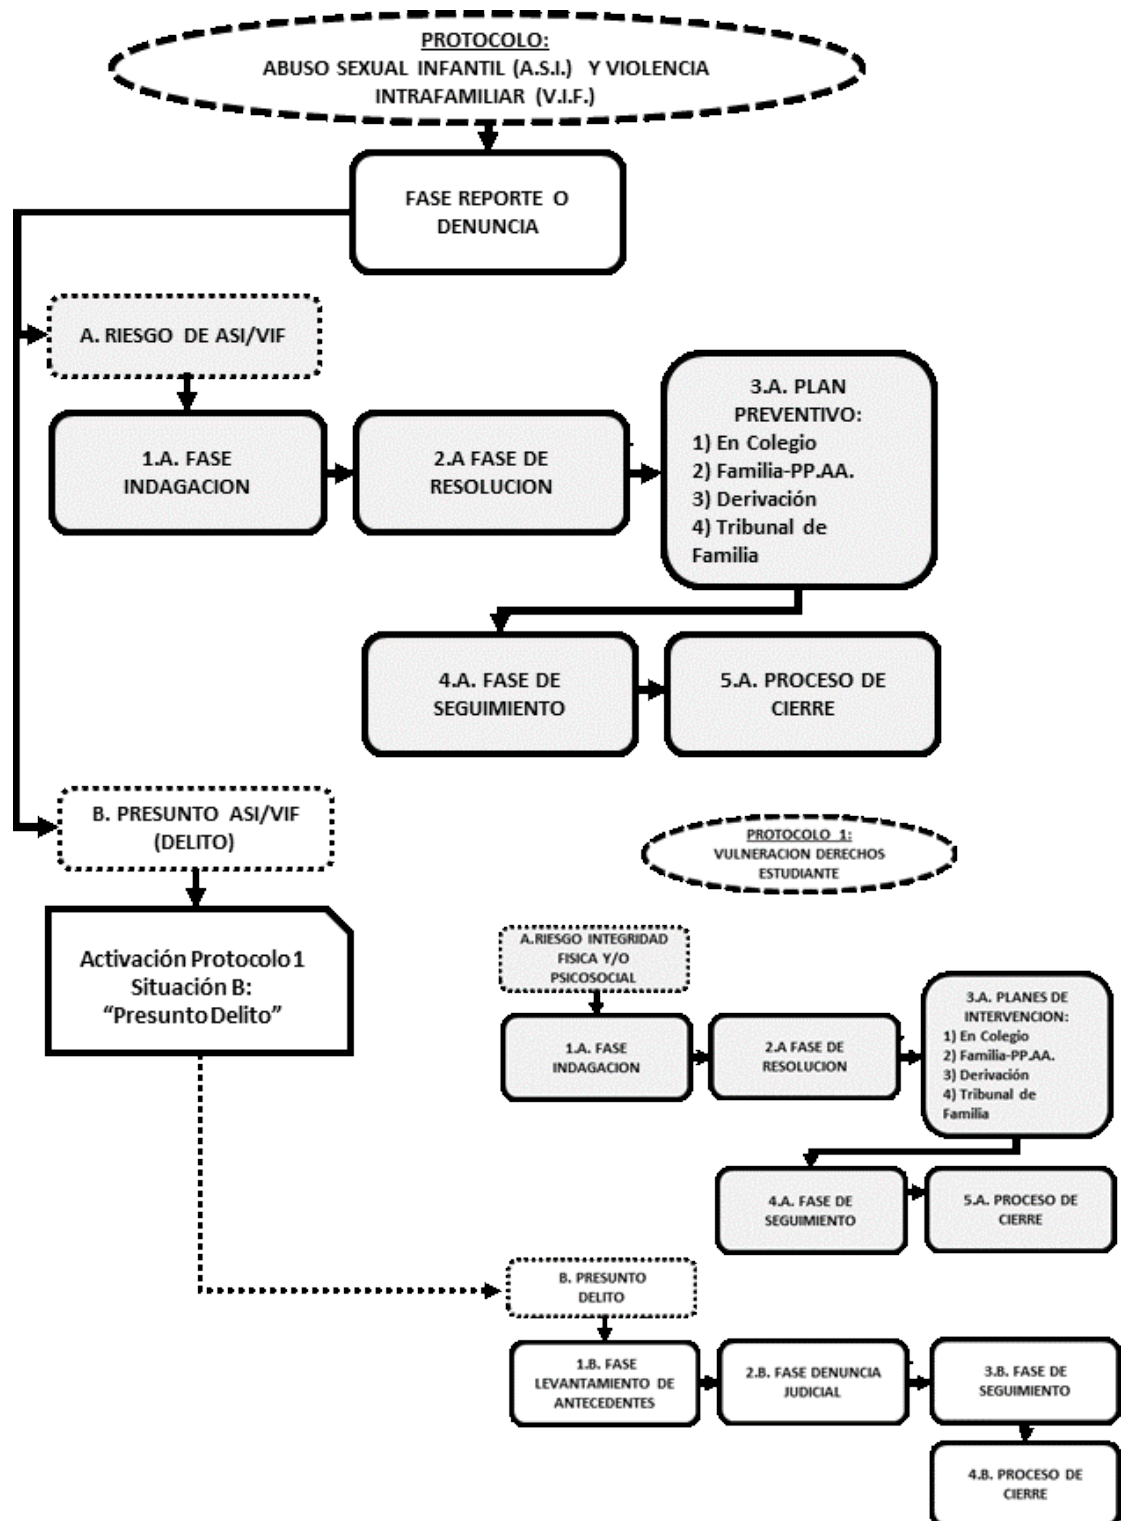 PROTOCOLO:
ABUSO SEXUAL INFANTIL (A.S.I.) Y VIOLENCIA
INTRAFAMILIAR (V.I.F.)
FASE REPORTE O
DENUNCIA
A. RIESGO DE ASI/VIF
1.A. FASE
INDAGACION
2.A FASE DE
RESOLUCION
3.A. PLAN
PREVENTIVO:
1) En Colegio
2) Familia-PP.AA.
3) Derivación
4) Tribunal de
Familia
4.A. FASE DE
SEGUIMIENTO
5.A. PROCESO DE
CIERRE
B. PRESUNTO ASI/VIF
(DELITO)
Activación Protocolo 1
Situación B:
“Presunto Delito”
PROTOCOLO 1:
VULNERACION DERECHOS
ESTUDIANTE
A.RIESGO INTEGRIDAD
FISICA Y/O
PSICOSOCIAL
1.A. FASE
INDAGACION
2.A FASE DE
RESOLUCION
3.A. PLANES DE
INTERVENCION:
1) En Colegio
2) Familia-PP.AA.
3) Derivación
4) Tribunal de
Familia
4.A. FASE DE
SEGUIMIENTO
5.A. PROCESO DE
CIERRE
B. PRESUNTO
DELITO
1.B. FASE
LEVANTAMIENTO DE
ANTECEDENTES
2.B. FASE DENUNCIA
JUDICIAL
3.B. FASE DE
SEGUIMIENTO
4.B. PROCESO DE
CIERRE